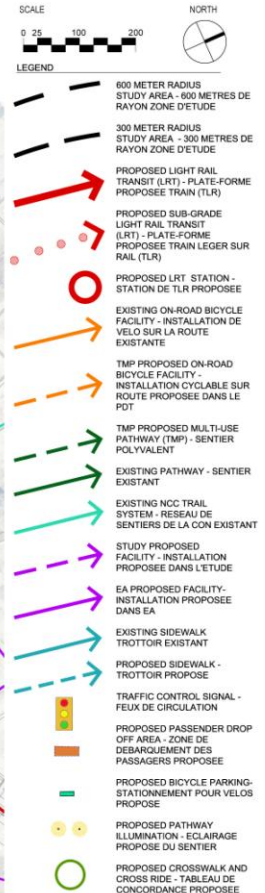 SCALE
NORTH
0 25 100 200
LEGEND
600 METER RADIUS
STUDY AREA - 600 METRES DE
RAYON ZONE D'ETUDE
300 METER RADIUS
STUDY AREA - 300 METRES DE
RAYON ZONE D'ETUDE
PROPOSED LIGHT RAIL
TRANSIT (LRT) - PLATE-FORME
PROPOSEE TRAIN (TLR)
PROPOSED SUB-GRADE
LIGHT RAIL TRANSIT
(LRT) - PLATE-FORME
PROPOSEE TRAIN LEGER SUR
RAIL (TLR)
PROPOSED LRT STATION -
STATION DE TLR PROPOSEE
EXISTING ON-ROAD BICYCLE
FACILITY - INSTALLATION DE
VELO SUR LA ROUTE
EXISTANTE
TMP PROPOSED ON-ROAD
BICYCLE FACILITY -
INSTALLATION CYCLABLE SUR
ROUTE PROPOSEE DANS LE
PDT
TMP PROPOSED MULTI-USE
PATHWAY (TMP) - SENTIER
POLYVALENT
EXISTING PATHWAY - SENTIER
EXISTANT
EXISTING NCC TRAIL
SYSTEM - RESEAU DE
SENTIERS DE LA CON EXISTANT
STUDY PROPOSED
FACILITY - INSTALLATION
PROPOSEE DANS L'ETUDE
EA PROPOSED FACILITY-
INSTALLATION PROPOSEE
DANS EA
EXISTING SIDEWALK
TROTTOIR EXISTANT
PROPOSED SIDEWALK -
TROTTOIR PROPOSE
TRAFFIC CONTROL SIGNAL -
FEUX DE CIRCULATION
PROPOSED PASSENDER DROP
OFF AREA - ZONE DE
DEBARQUEMENT DES
PASSAGERS PROPOSEE
PROPOSED BICYCLE PARKING-
STATIONNEMENT POUR VELOS
PROPOSE
PROPOSED PATHWAY
ILLUMINATION - ECLAIRAGE
PROPOSE DU SENTIER
PROPOSED CROSSWALK AND
CROSS RIDE - TABLEAU DE
CONCORDANCE PROPOSEE